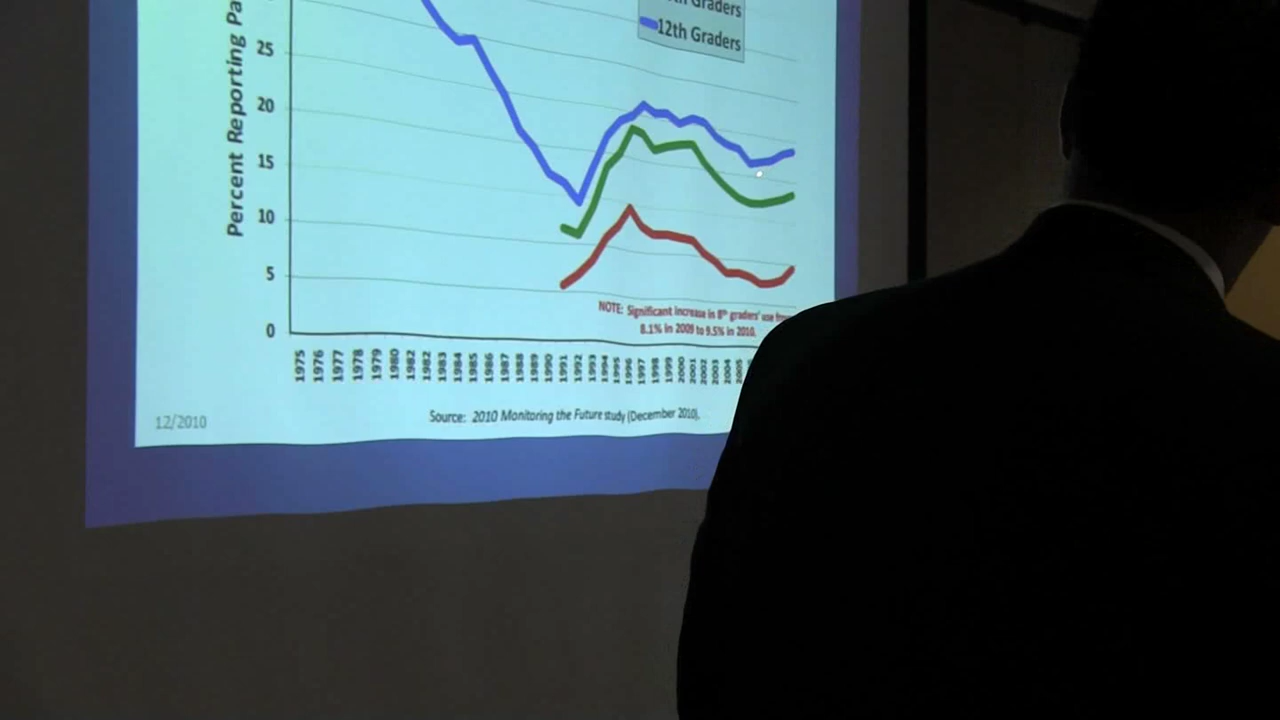 Graders
12th Graders
Percent Reporting Pa
25
20
15
10
5
0
NOTE: Significant increase in 8th graders' use from
8.1% in 2009 to 9.5% in 2010.
1975 1976 1977 1978 1979 1980 1982 1982 1983 1984 1985 1986 1987 1988 1989 1990 1991 1992 1993 1994 1995 1996 1997 1998 1999 2000 2001 2002 2003 2004 2005
12/2010
Source: 2010 Monitoring the Future study (December 2010).